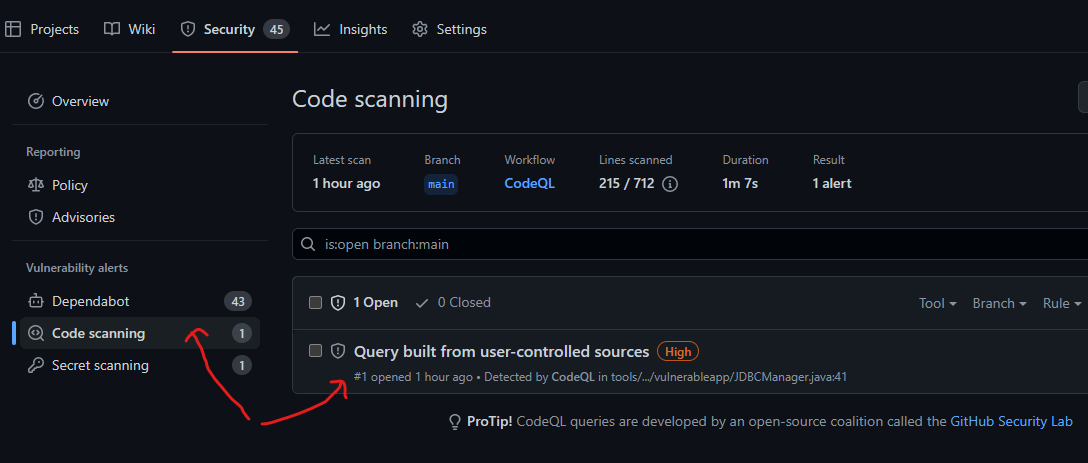 Projects Wiki Security 45 Insights Settings
Overview
Reporting
Policy
Advisories
Vulnerability alerts
Dependabot 43
Code scanning 1
Secret scanning 1
Code scanning
Latest scan Branch Workflow Lines scanned Duration Result
1 hour ago main CodeQL 215 / 712 1m 7s 1 alert
is:open branch:main
1 Open 0 Closed Tool Branch Rule
Query built from user-controlled sources High
#1 opened 1 hour ago • Detected by CodeQL in tools/.../vulnerableapp/JDBCManager.java:41
ProTip! CodeQL queries are developed by an open-source coalition called the GitHub Security Lab